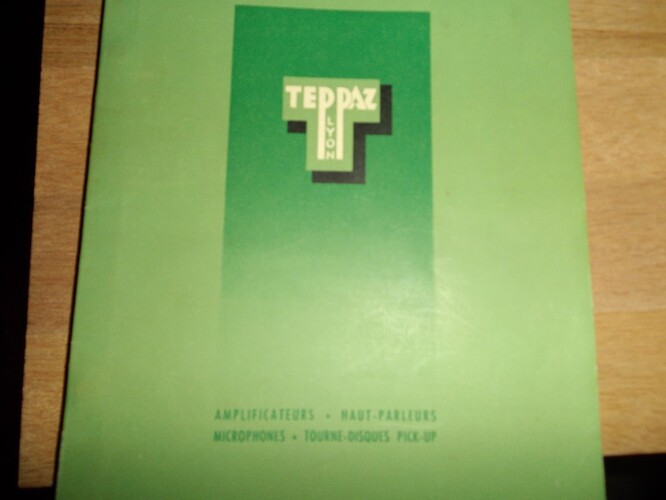 TEPPAZ
LYON
AMPLIFICATEURS • HAUT-PARLEURS
MICROPHONES • TOURNE-DISQUES PICK-UP